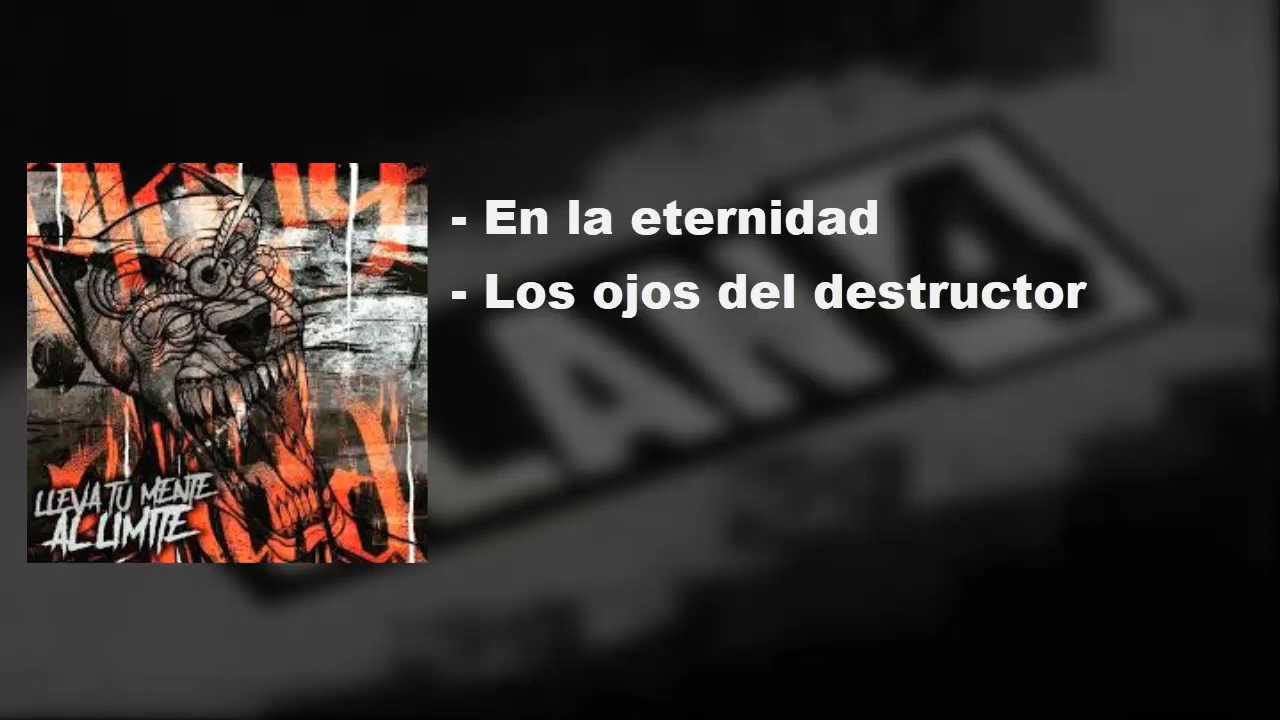 - En la eternidad
- Los ojos del destructor
LLEVA TU MENTE
AL LIMITE